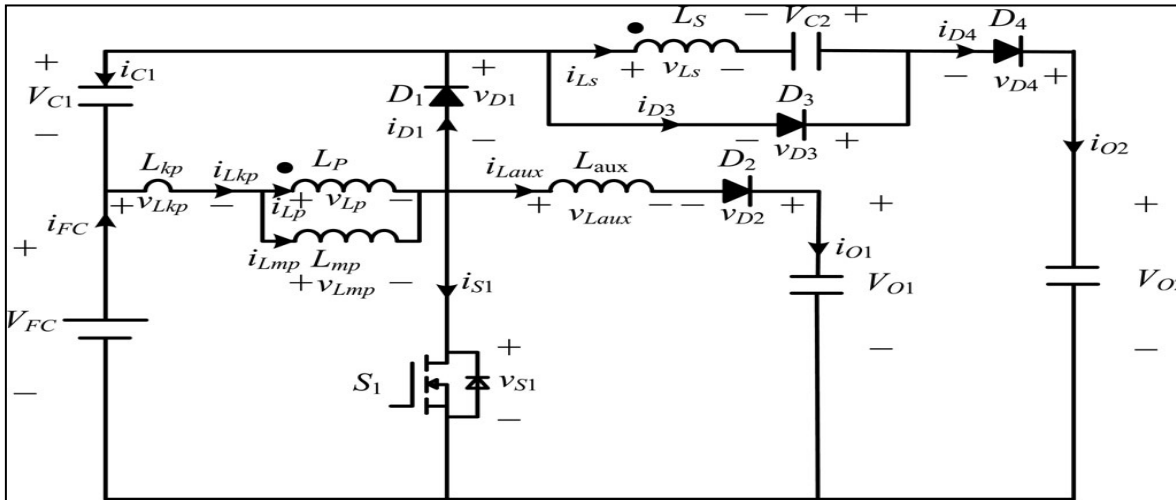 L_S − V_C2 + i_D4 D_4
+ i_C1 i_Ls + v_Ls − − v_D4 +
V_C1 D_1 + v_D1 i_D3 D_3
− i_D1 − − v_D3 + i_O2
L_kp i_Lkp L_P i_Laux L_aux D_2
+ v_Lkp − i_Lp + v_Lp − + v_Laux − − v_D2 + +
i_FC i_Lmp L_mp i_O1 +
+ + v_Lmp − i_S1 V_O1 V_O
V_FC −
S_1 + v_S1 −
− −